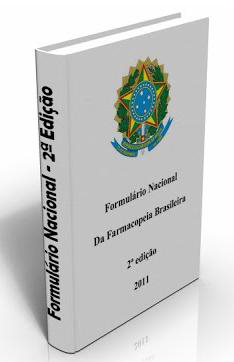 Formulário Nacional - 2ª Edição
Formulário Nacional
Da Farmacopeia Brasileira
2ª edição
2011